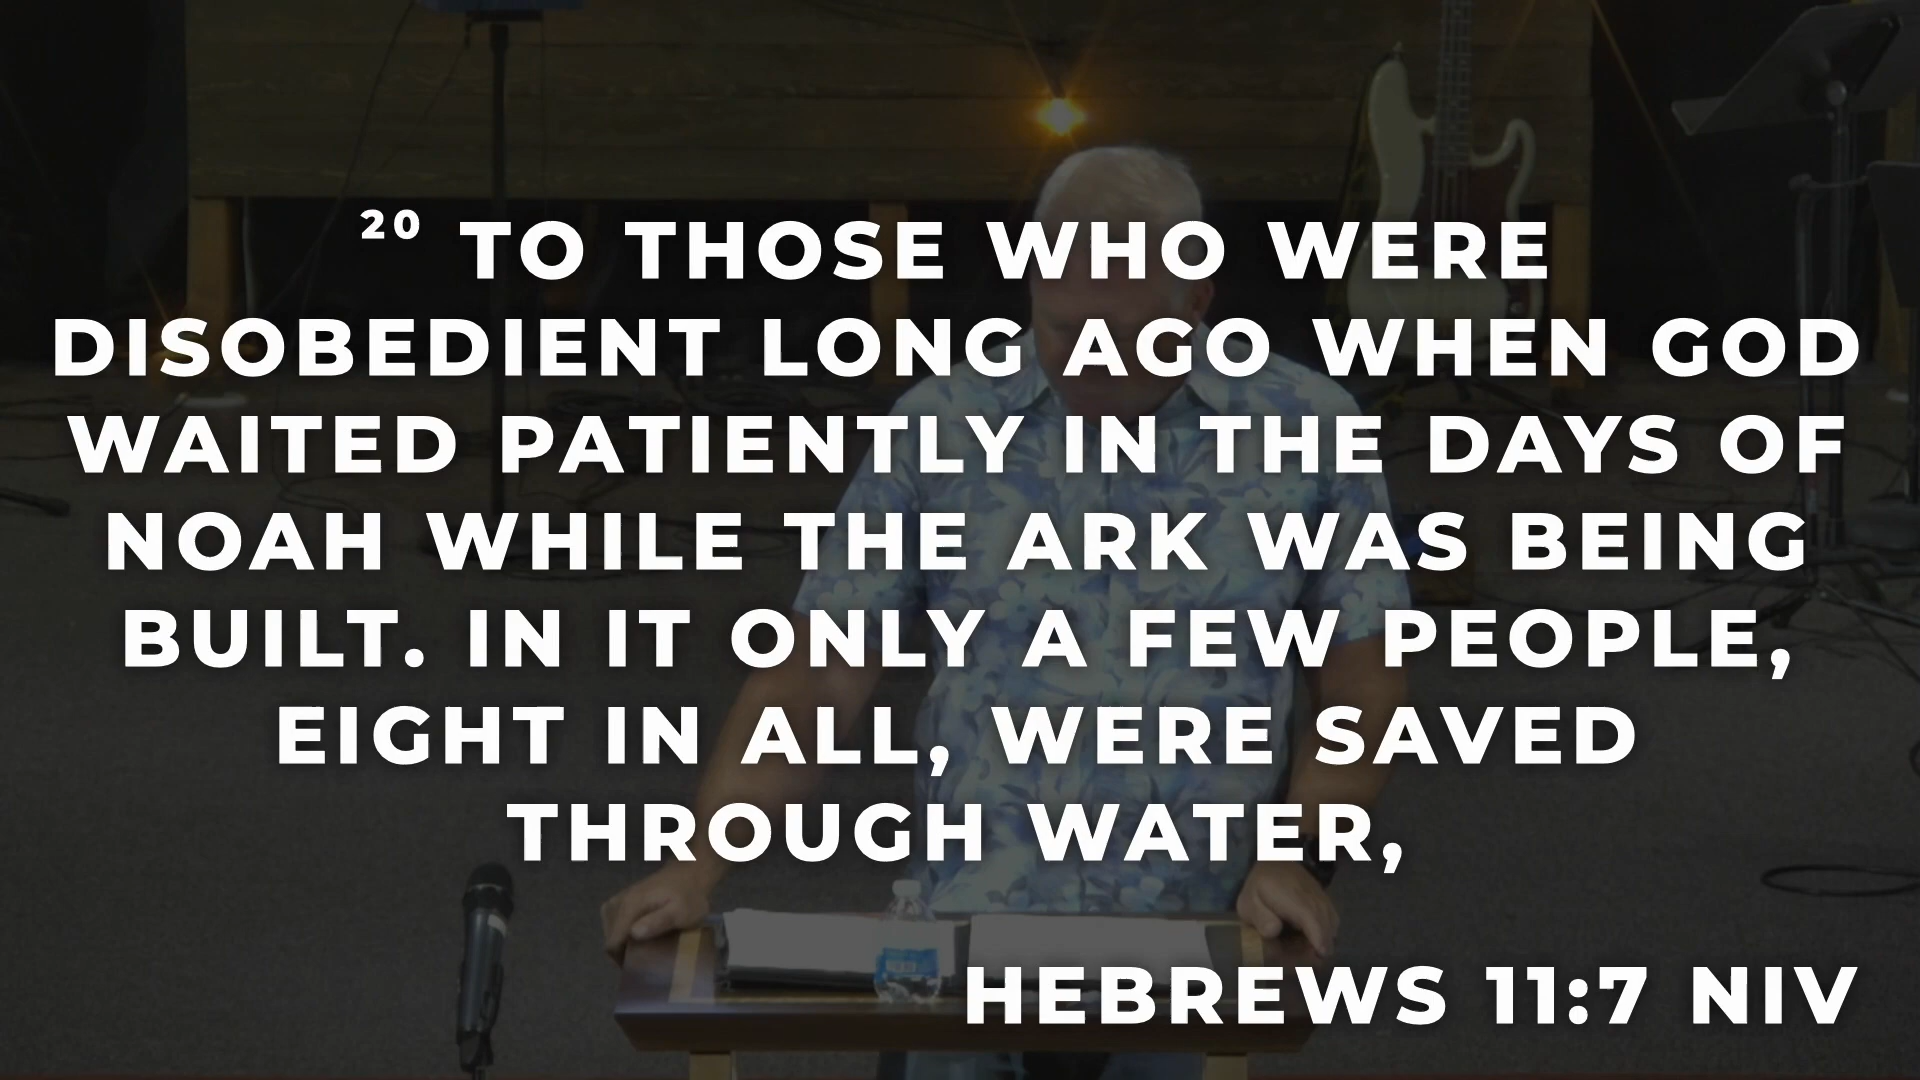 20 TO THOSE WHO WERE
DISOBEDIENT LONG AGO WHEN GOD
WAITED PATIENTLY IN THE DAYS OF
NOAH WHILE THE ARK WAS BEING
BUILT. IN IT ONLY A FEW PEOPLE,
EIGHT IN ALL, WERE SAVED
THROUGH WATER,
HEBREWS 11:7 NIV